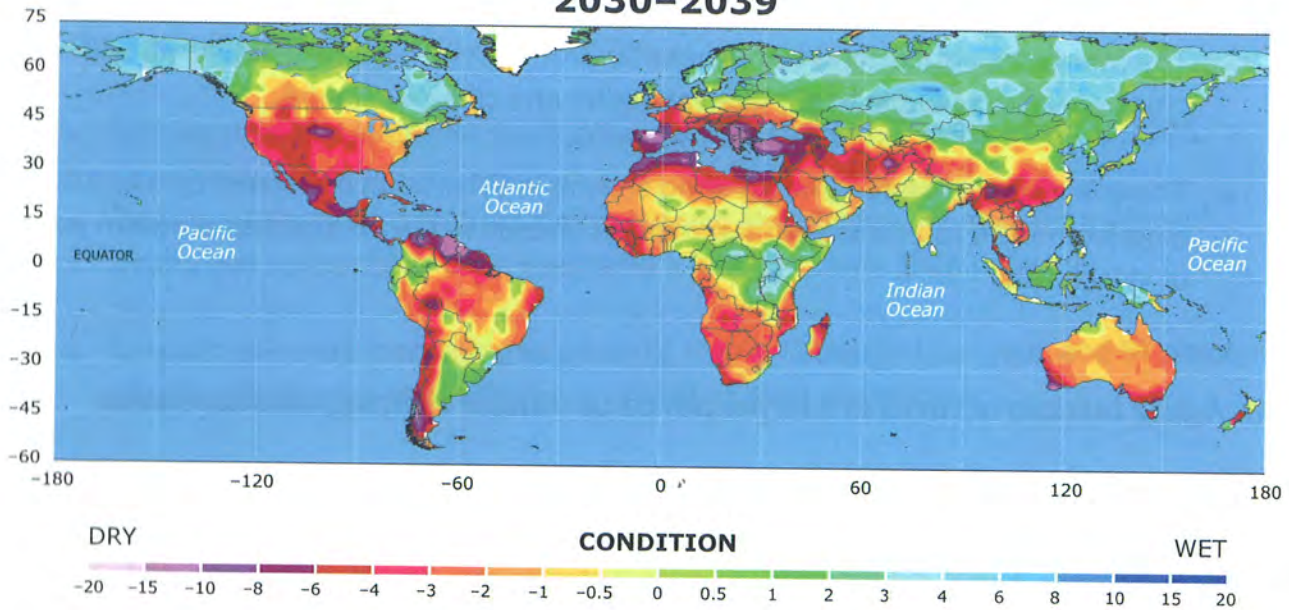 2030–2039
75
60
45
30
15
0
−15
−30
−45
−60
EQUATOR
Pacific
Ocean
Atlantic
Ocean
Indian
Ocean
Pacific
Ocean
−180 −120 −60 0 60 120 180
DRY CONDITION WET
−20 −15 −10 −8 −6 −4 −3 −2 −1 −0.5 0 0.5 1 2 3 4 6 8 10 15 20